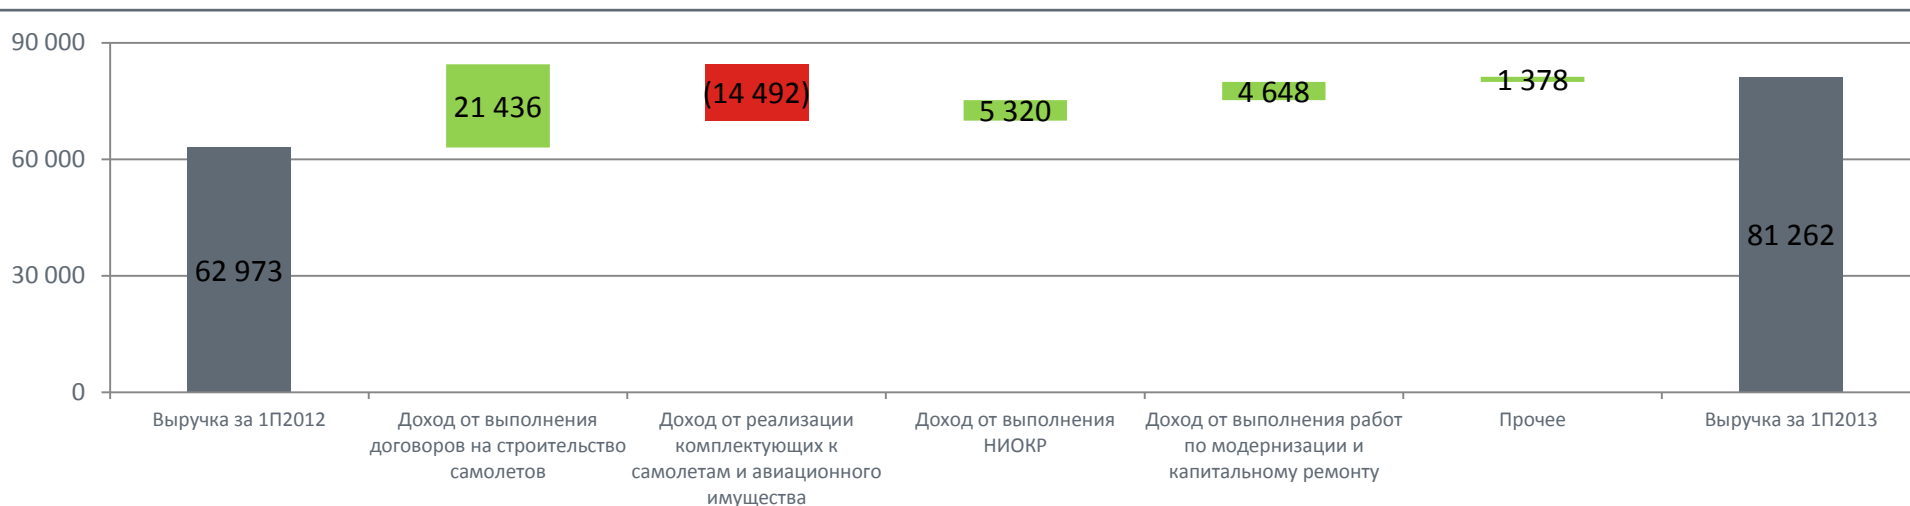 90 000
60 000
30 000
0
62 973
21 436
(14 492)
5 320
4 648
1 378
81 262
Выручка за 1П2012
Доход от выполнения
договоров на строительство
самолетов
Доход от реализации
комплектующих к
самолетам и авиационного
имущества
Доход от выполнения
НИОКР
Доход от выполнения работ
по модернизации и
капитальному ремонту
Прочее
Выручка за 1П2013